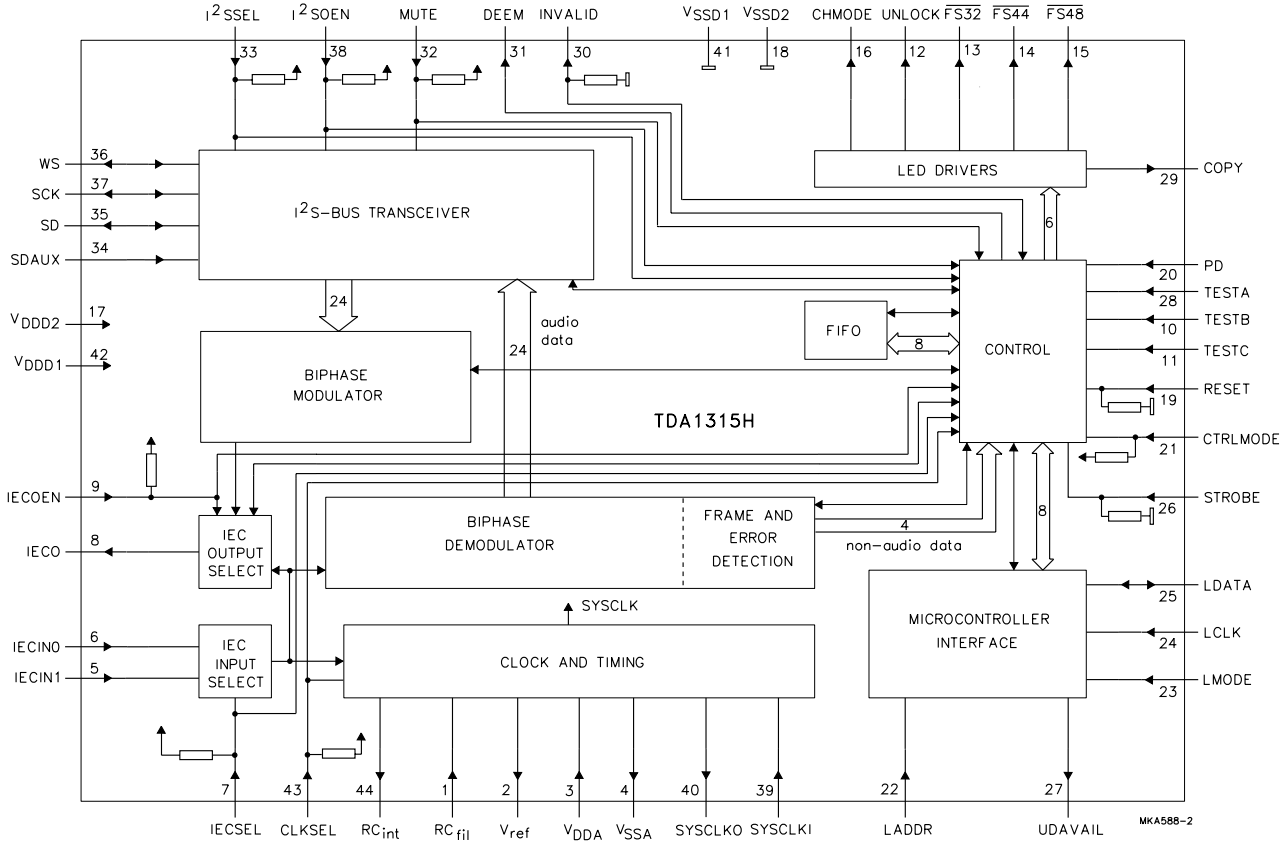 I²SSEL I²SOEN MUTE DEEM INVALID VSSD1 VSSD2 CHMODE UNLOCK FS32 FS44 FS48
33 38 32 31 30 41 18 16 12 13 14 15
WS 36
SCK 37
SD 35
SDAUX 34
I²S-BUS TRANSCEIVER
LED DRIVERS
29 COPY
6
VDDD2 17
VDDD1 42
24
24
audio
data
BIPHASE
MODULATOR
FIFO
8
CONTROL
20 PD
28 TESTA
10 TESTB
11 TESTC
19 RESET
21 CTRLMODE
26 STROBE
TDA1315H
IECOEN 9
IECO 8
IEC
OUTPUT
SELECT
BIPHASE
DEMODULATOR
FRAME AND
ERROR
DETECTION
4
non-audio data
8
SYSCLK
IECIN0 6
IECIN1 5
IEC
INPUT
SELECT
CLOCK AND TIMING
MICROCONTROLLER
INTERFACE
25 LDATA
24 LCLK
23 LMODE
7 43 44 1 2 3 4 40 39 22 27
IECSEL CLKSEL RCint RCfil Vref VDDA VSSA SYSCLKO SYSCLKI LADDR UDAVAIL
MKA588-2